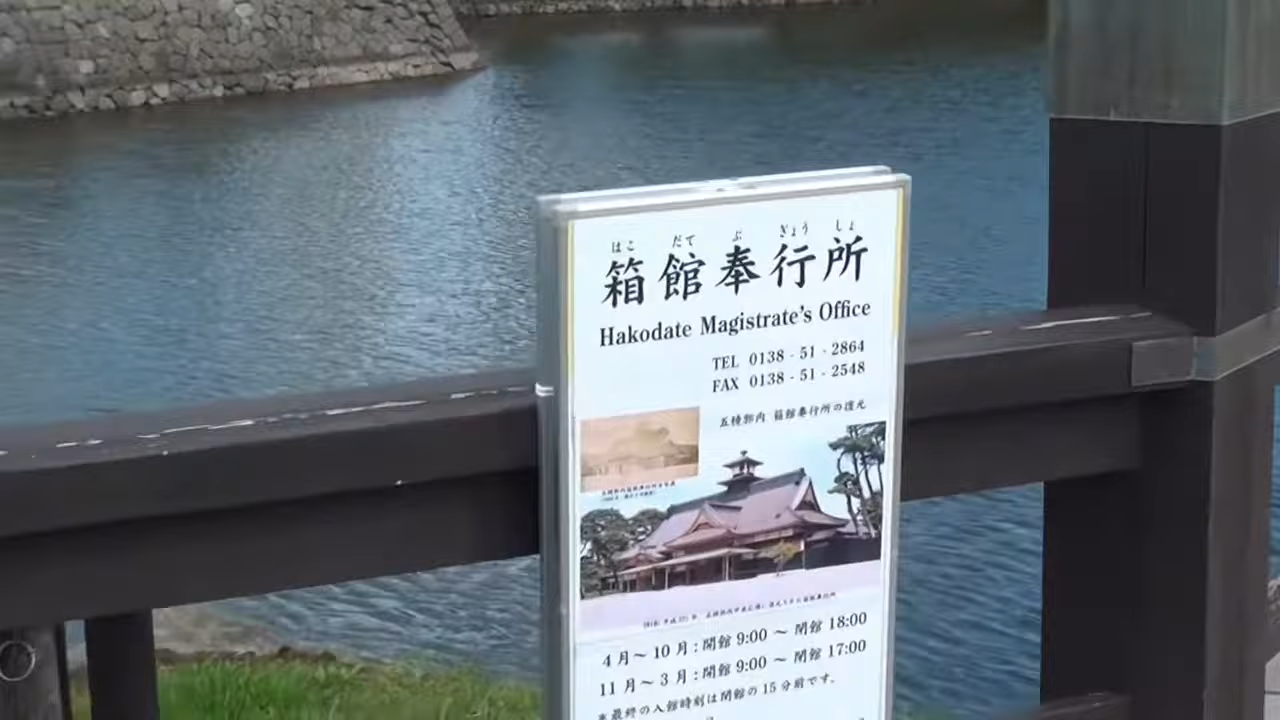 はこ だて ぶ ぎょう しょ
箱館奉行所
Hakodate Magistrate's Office
TEL 0138 - 51 - 2864
FAX 0138 - 51 - 2548
五稜郭内 箱館奉行所の復元
4月〜10月:開館 9:00 〜 閉館 18:00
11月〜3月:開館 9:00 〜 閉館 17:00
※最終の入館時刻は閉館の15分前です。